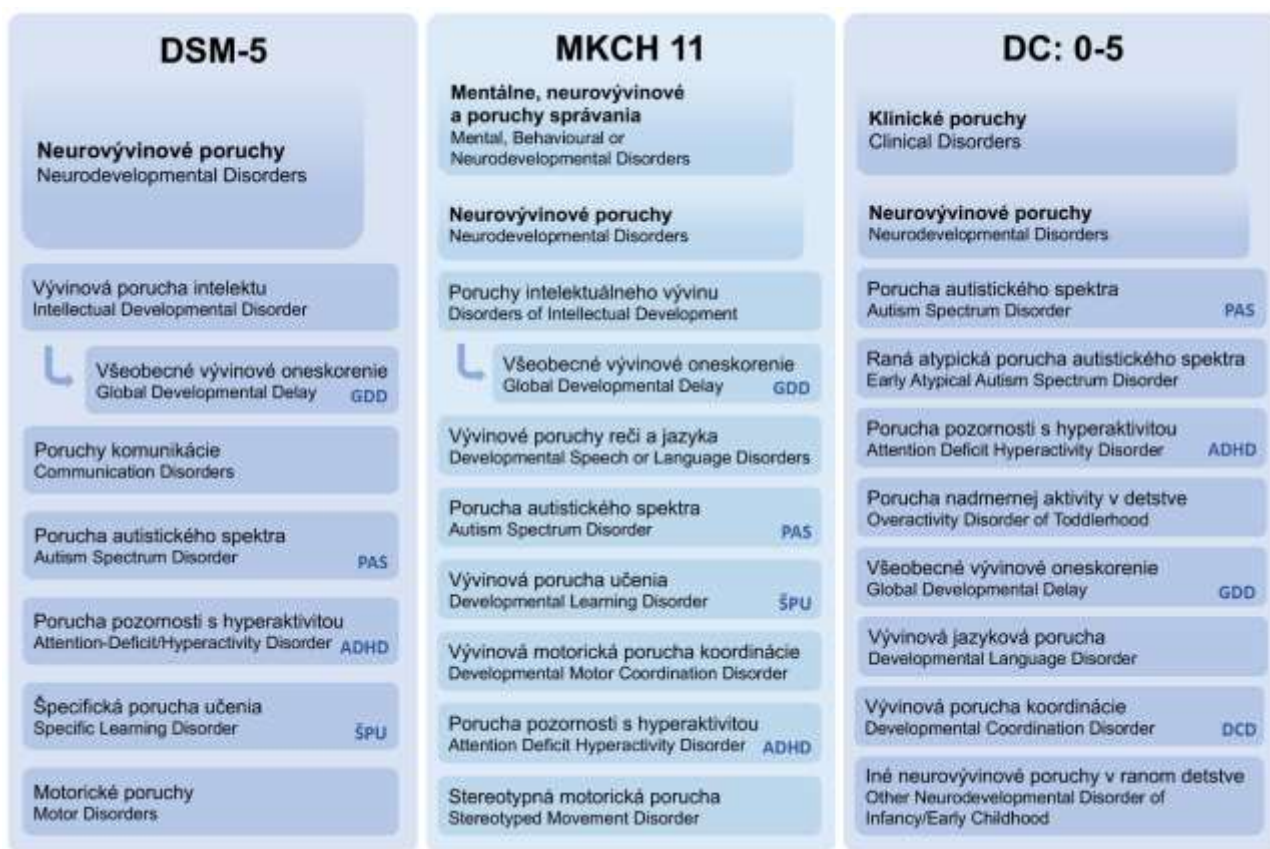 DSM-5
Neurovývinové poruchy
Neurodevelopmental Disorders
Vývinová porucha intelektu
Intellectual Developmental Disorder
Všeobecné vývinové oneskorenie
Global Developmental Delay GDD
Poruchy komunikácie
Communication Disorders
Porucha autistického spektra
Autism Spectrum Disorder PAS
Porucha pozornosti s hyperaktivitou
Attention-Deficit/Hyperactivity Disorder ADHD
Špecifická porucha učenia
Specific Learning Disorder ŠPU
Motorické poruchy
Motor Disorders
MKCH 11
Mentálne, neurovývinové
a poruchy správania
Mental, Behavioural or
Neurodevelopmental Disorders
Neurovývinové poruchy
Neurodevelopmental Disorders
Poruchy intelektuálneho vývinu
Disorders of Intellectual Development
Všeobecné vývinové oneskorenie
Global Developmental Delay GDD
Vývinové poruchy reči a jazyka
Developmental Speech or Language Disorders
Porucha autistického spektra
Autism Spectrum Disorder PAS
Vývinová porucha učenia
Developmental Learning Disorder ŠPU
Vývinová motorická porucha koordinácie
Developmental Motor Coordination Disorder
Porucha pozornosti s hyperaktivitou
Attention Deficit Hyperactivity Disorder ADHD
Stereotypná motorická porucha
Stereotyped Movement Disorder
DC: 0-5
Klinické poruchy
Clinical Disorders
Neurovývinové poruchy
Neurodevelopmental Disorders
Porucha autistického spektra
Autism Spectrum Disorder PAS
Raná atypická porucha autistického spektra
Early Atypical Autism Spectrum Disorder
Porucha pozornosti s hyperaktivitou
Attention Deficit Hyperactivity Disorder ADHD
Porucha nadmernej aktivity v detstve
Overactivity Disorder of Toddlerhood
Všeobecné vývinové oneskorenie
Global Developmental Delay GDD
Vývinová jazyková porucha
Developmental Language Disorder
Vývinová porucha koordinácie
Developmental Coordination Disorder DCD
Iné neurovývinové poruchy v ranom detstve
Other Neurodevelopmental Disorder of
Infancy/Early Childhood